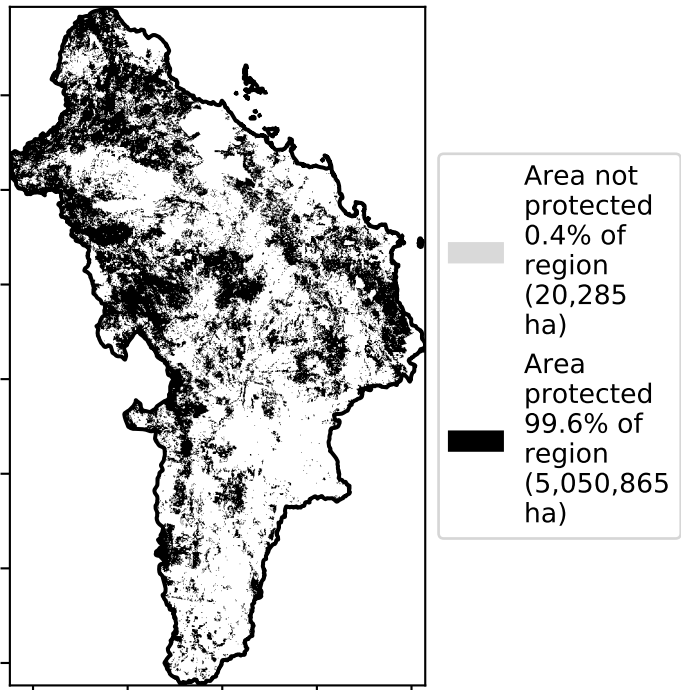 Area not
protected
0.4% of
region
(20,285
ha)
Area
protected
99.6% of
region
(5,050,865
ha)